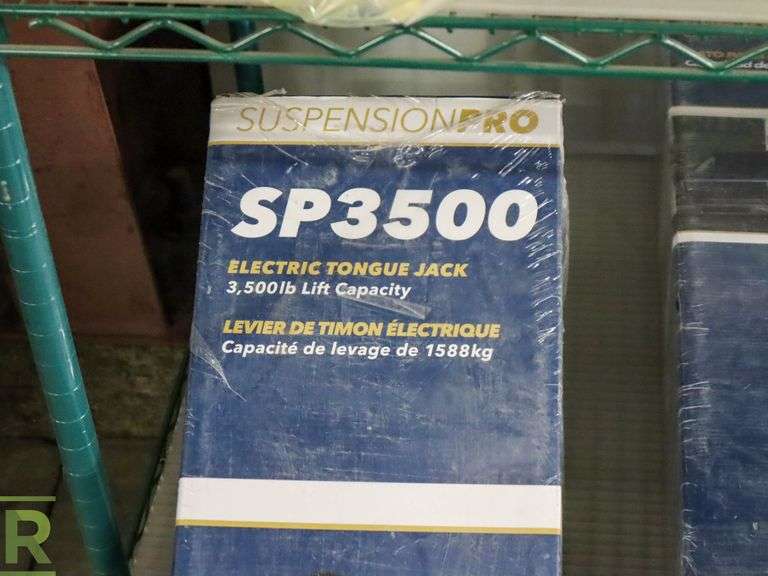 SUSPENSIONPRO
SP3500
ELECTRIC TONGUE JACK
3,500lb Lift Capacity
LEVIER DE TIMON ÉLECTRIQUE
Capacité de levage de 1588kg
R